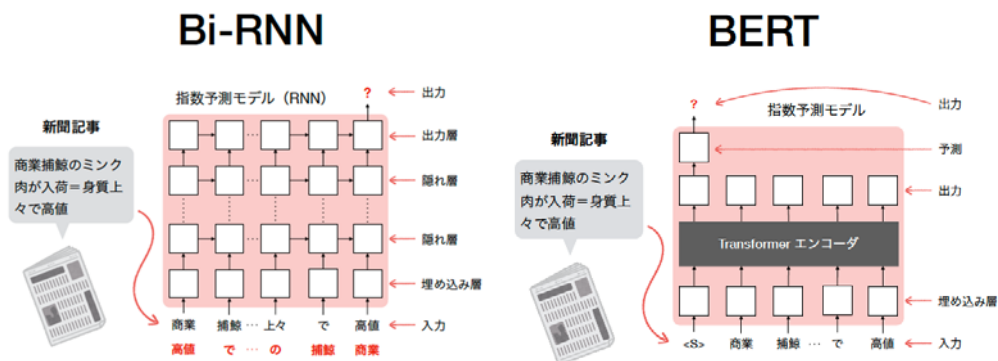 Bi-RNN
指数予測モデル（RNN）
?
出力
新聞記事
商業捕鯨のミンク
肉が入荷＝身質上
々で高値
出力層
隠れ層
隠れ層
埋め込み層
商業 捕鯨 … 上々 で 高値
入力
高値 で … の 捕鯨 商業
BERT
?
指数予測モデル
出力
新聞記事
商業捕鯨のミンク
肉が入荷＝身質上
々で高値
予測
出力
Transformer エンコーダ
埋め込み層
<S> 商業 捕鯨 … で 高値
入力